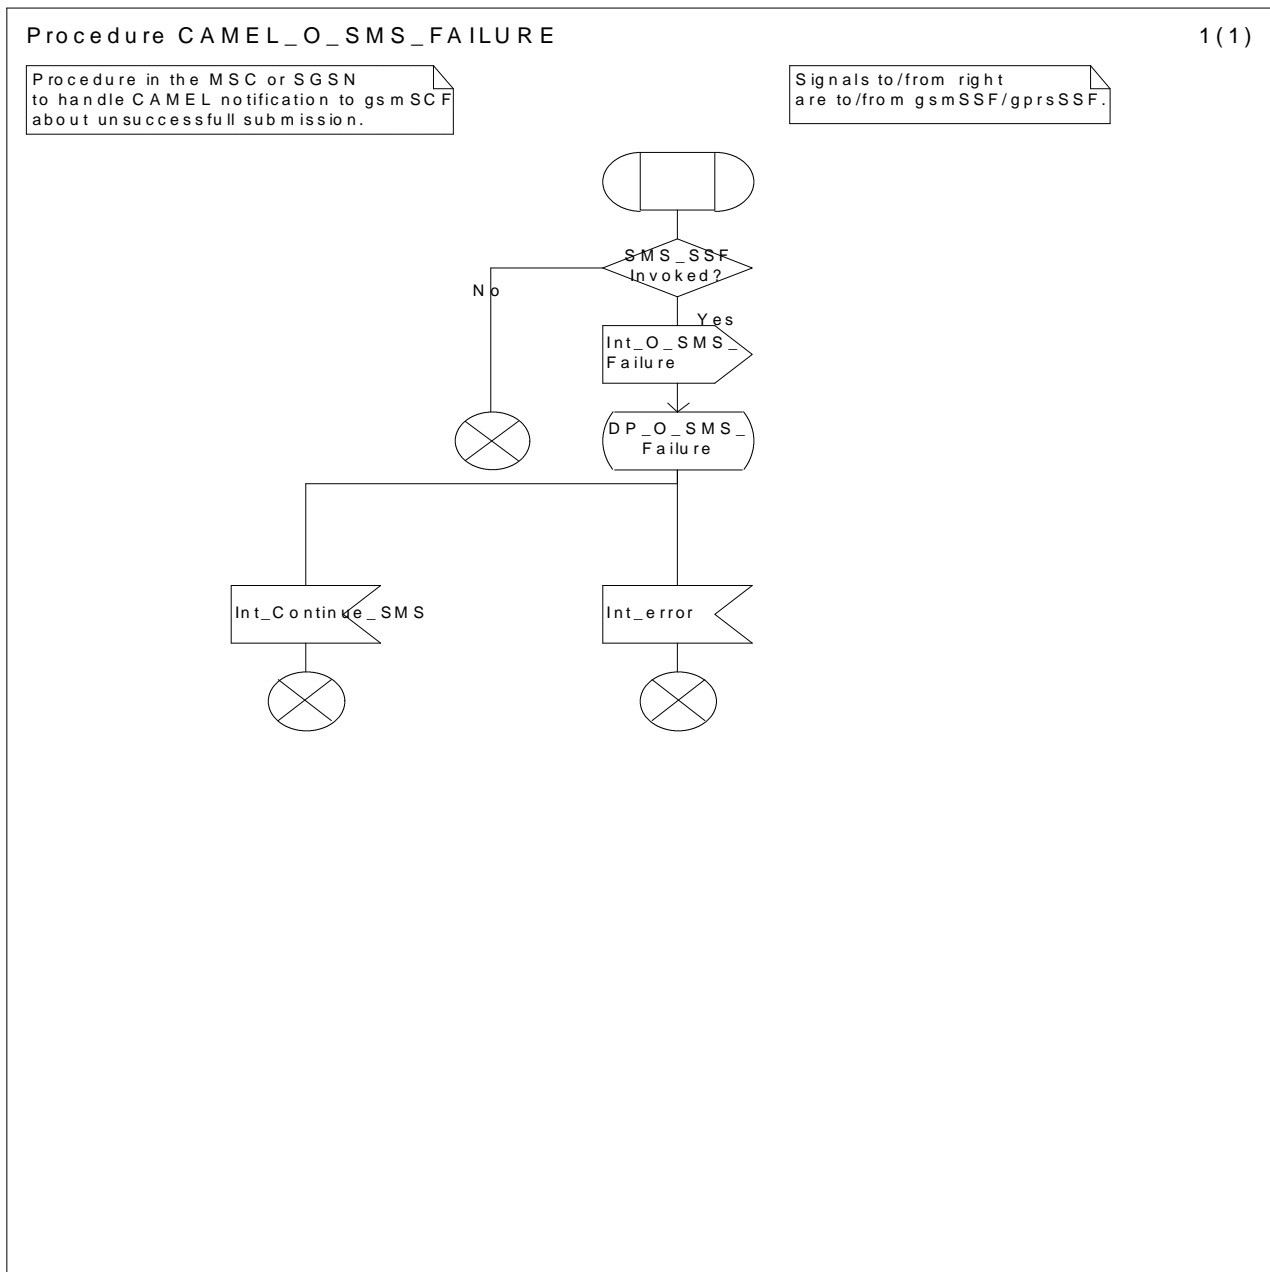 Procedure CAMEL_O_SMS_FAILURE
1(1)
Procedure in the MSC or SGSN
to handle CAMEL notification to gsmSCF
about unsuccessfull submission.
Signals to/from right
are to/from gsmSSF/gprsSSF.
SMS_SSF
Invoked?
No
Yes
Int_O_SMS_
Failure
DP_O_SMS_
Failure
Int_Continue_SMS
Int_error